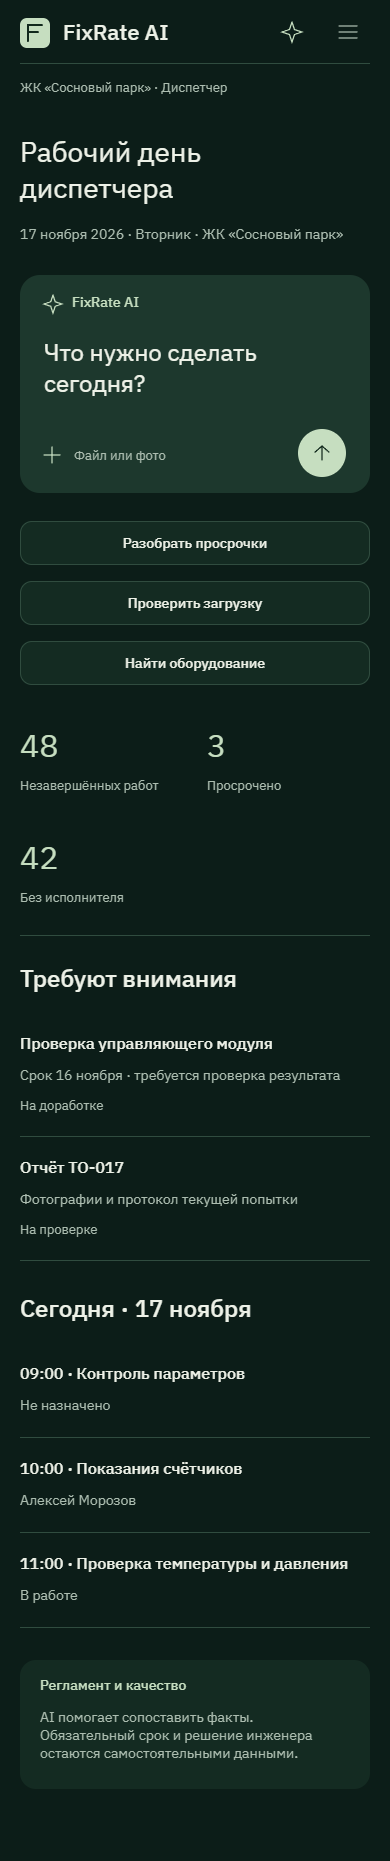 FixRate AI
ЖК «Сосновый парк» · Диспетчер
Рабочий день
диспетчера
17 ноября 2026 · Вторник · ЖК «Сосновый парк»
FixRate AI
Что нужно сделать
сегодня?
Файл или фото
Разобрать просрочки
Проверить загрузку
Найти оборудование
48
Незавершённых работ
3
Просрочено
42
Без исполнителя
Требуют внимания
Проверка управляющего модуля
Срок 16 ноября · требуется проверка результата
На доработке
Отчёт ТО-017
Фотографии и протокол текущей попытки
На проверке
Сегодня · 17 ноября
09:00 · Контроль параметров
Не назначено
10:00 · Показания счётчиков
Алексей Морозов
11:00 · Проверка температуры и давления
В работе
Регламент и качество
AI помогает сопоставить факты.
Обязательный срок и решение инженера
остаются самостоятельными данными.